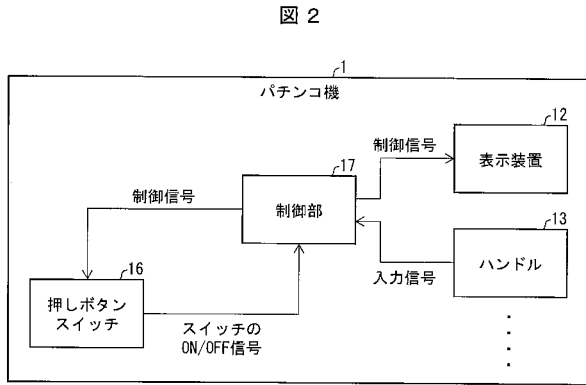 図 2
1
パチンコ機
12
制御信号
表示装置
17
制御信号
制御部
13
ハンドル
入力信号
16
押しボタン
スイッチ
スイッチの
ON/OFF信号